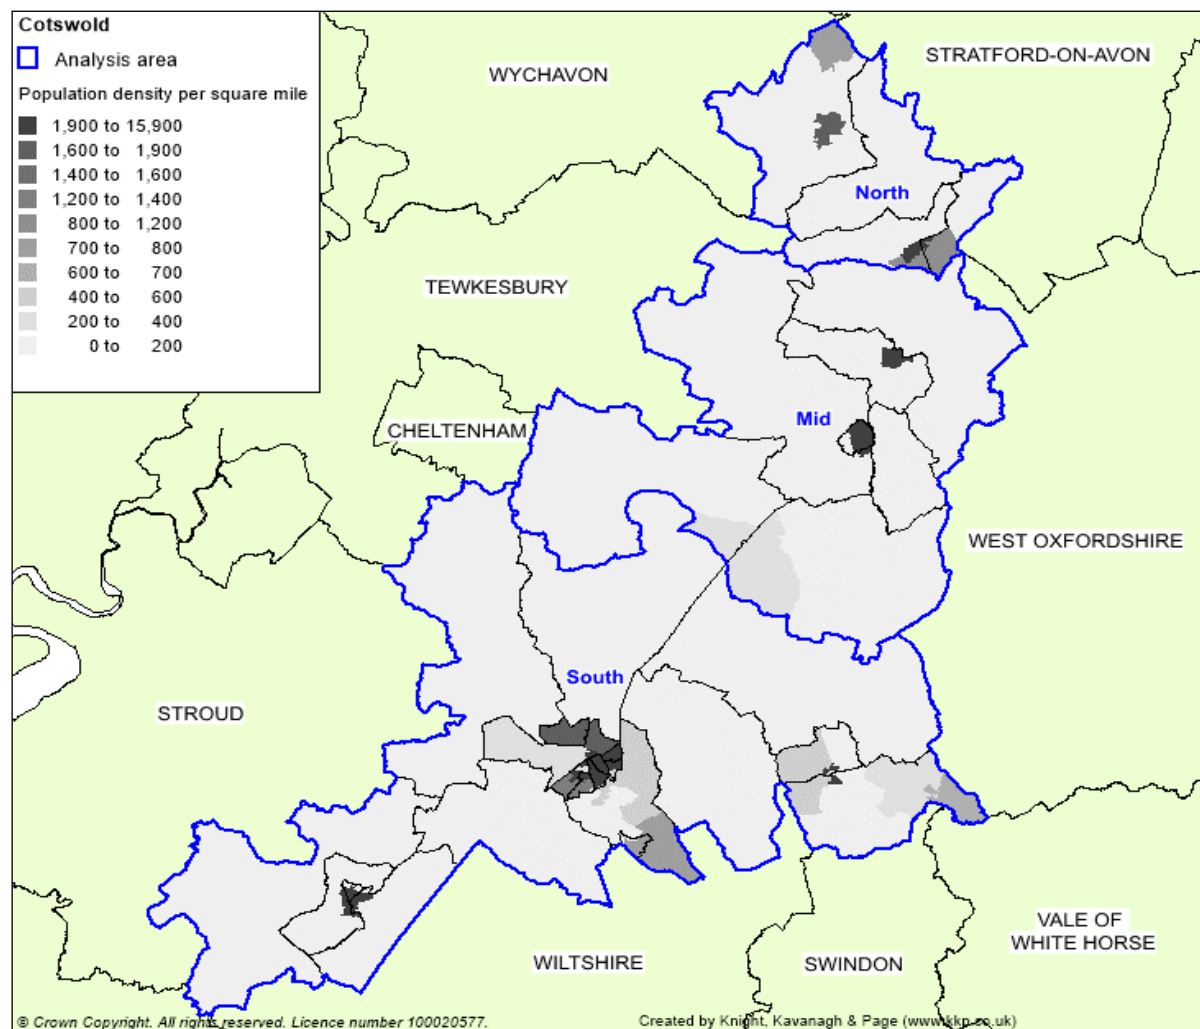 Cotswold
Analysis area
Population density per square mile
1,900 to 15,900
1,600 to 1,900
1,400 to 1,600
1,200 to 1,400
800 to 1,200
700 to 800
600 to 700
400 to 600
200 to 400
0 to 200
WYCHAVON
STRATFORD-ON-AVON
North
TEWKESBURY
CHELTENHAM
Mid
WEST OXFORDSHIRE
South
STROUD
VALE OF
WHITE HORSE
WILTSHIRE
SWINDON
© Crown Copyright. All rights reserved. Licence number 100020577.
Created by Knight, Kavanagh & Page (www.kkp.co.uk)